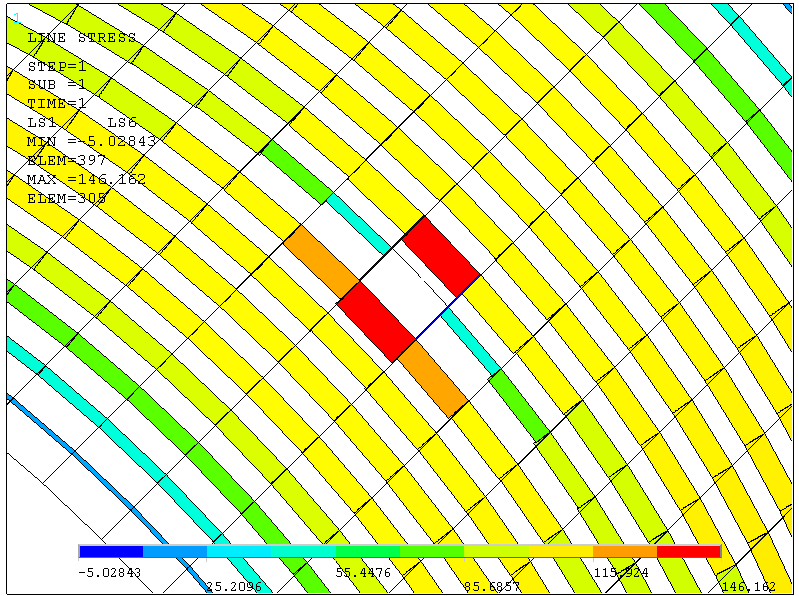 1
LINE STRESS
STEP=1
SUB =1
TIME=1
LS1 LS6
MIN =-5.02843
ELEM=397
MAX =146.162
ELEM=305
-5.02843 55.4476 115.924
25.2096 85.6857 146.162